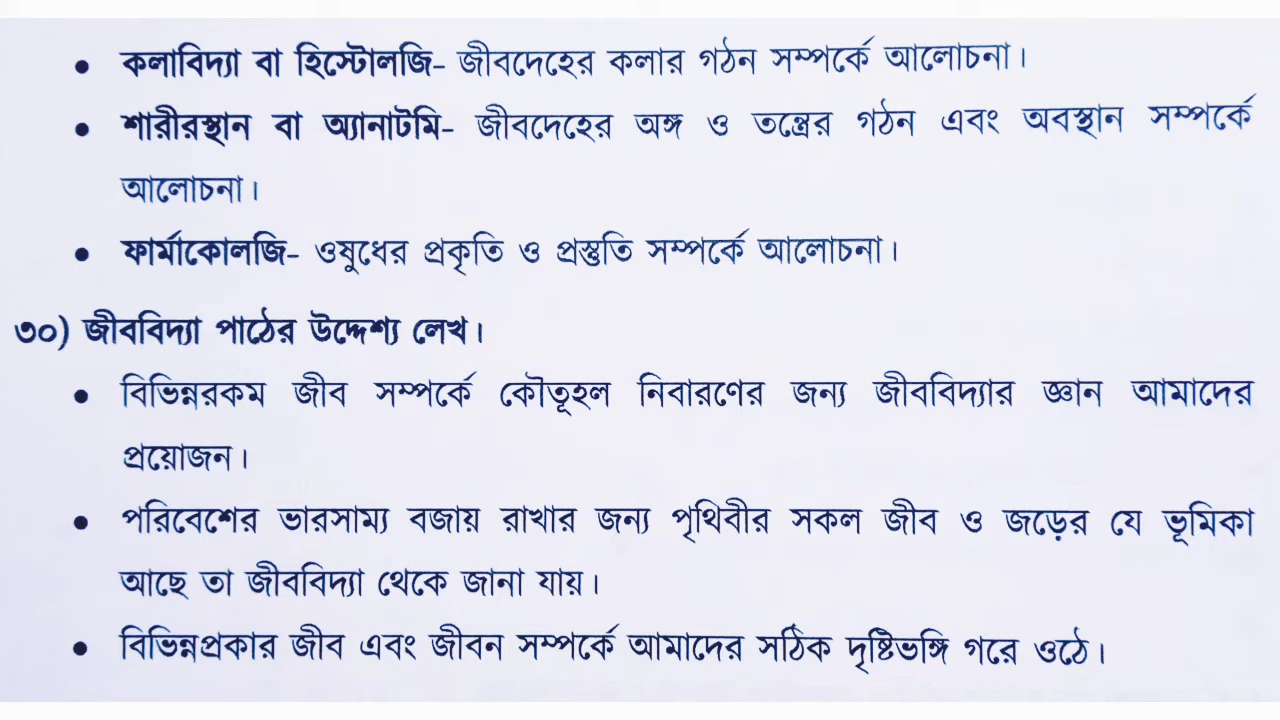 • কলাবিদ্যা বা হিস্টোলজি- জীবদেহের কলার গঠন সম্পর্কে আলোচনা।
• শারীরস্থান বা অ্যানাটমি- জীবদেহের অঙ্গ ও তন্ত্রের গঠন এবং অবস্থান সম্পর্কে
আলোচনা।
• ফার্মাকোলজি- ওষুধের প্রকৃতি ও প্রস্তুতি সম্পর্কে আলোচনা।
৩০) জীববিদ্যা পাঠের উদ্দেশ্য লেখ।
• বিভিন্নরকম জীব সম্পর্কে কৌতূহল নিবারণের জন্য জীববিদ্যার জ্ঞান আমাদের
প্রয়োজন।
• পরিবেশের ভারসাম্য বজায় রাখার জন্য পৃথিবীর সকল জীব ও জড়ের যে ভূমিকা
আছে তা জীববিদ্যা থেকে জানা যায়।
• বিভিন্নপ্রকার জীব এবং জীবন সম্পর্কে আমাদের সঠিক দৃষ্টিভঙ্গি গরে ওঠে।